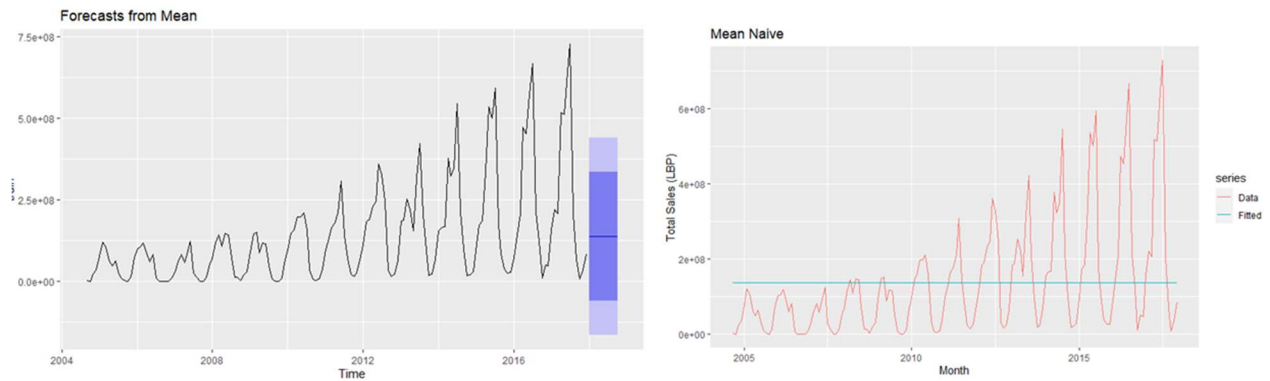 Forecasts from Mean
7.5e+08
5.0e+08
2.5e+08
0.0e+00
2004
2008
2012
2016
Time
Mean Naive
Total Sales (LBP)
6e+08
4e+08
2e+08
0e+00
2005
2010
2015
Month
series
Data
Fitted